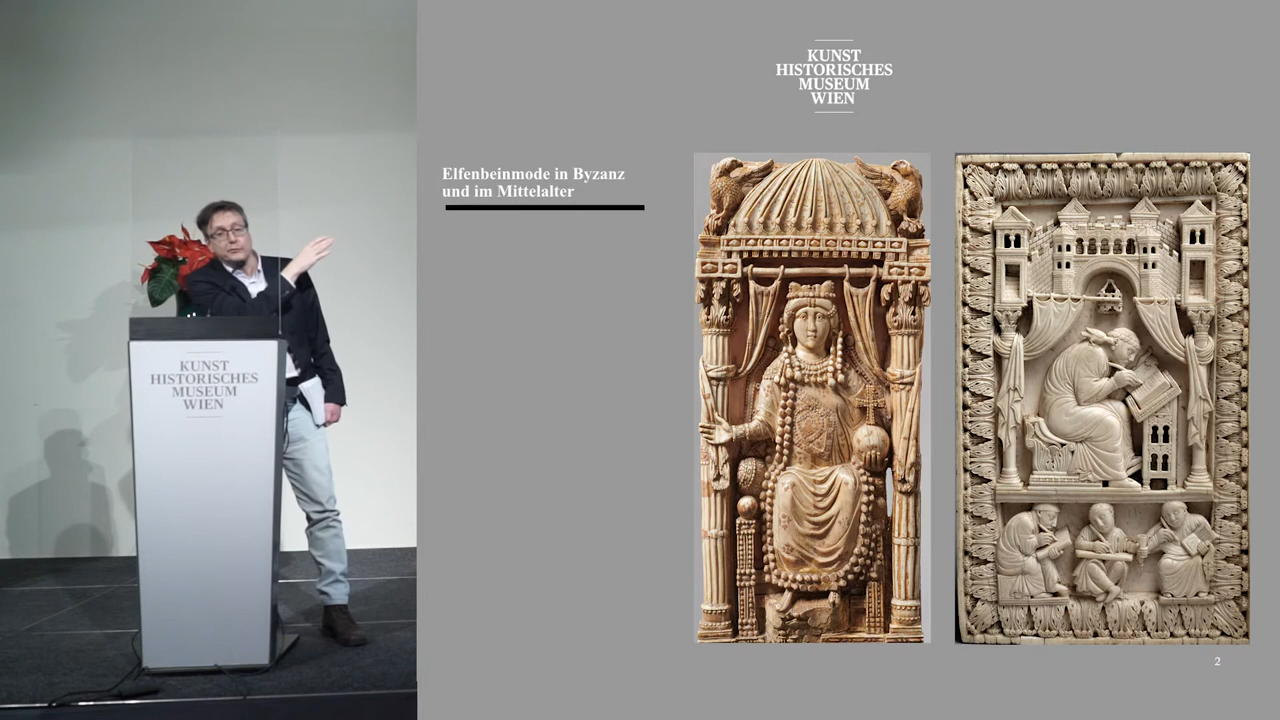 KUNST
HISTORISCHES
MUSEUM
WIEN
Elfenbeinmode in Byzanz
und im Mittelalter
KUNST
HISTORISCHES
MUSEUM
WIEN
2